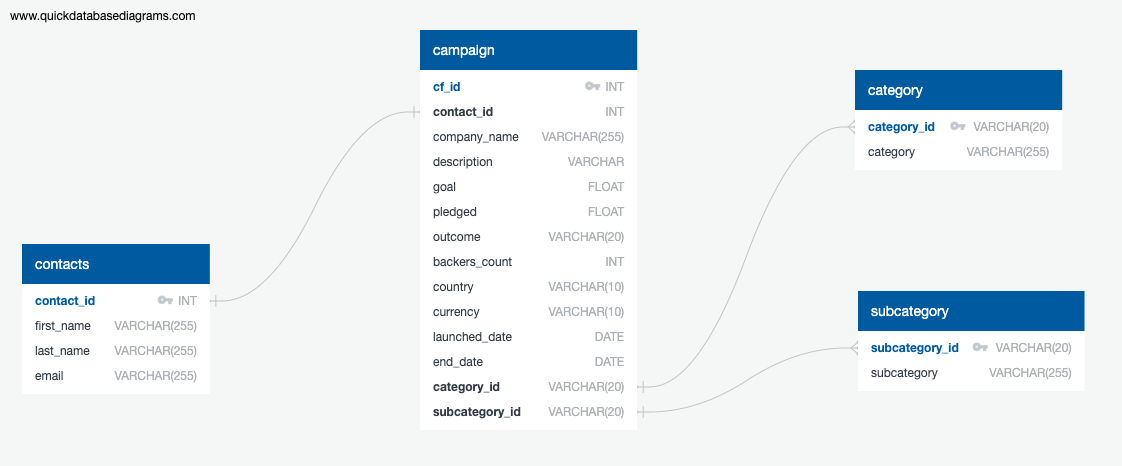 www.quickdatabasediagrams.com
campaign
cf_id INT
contact_id INT
company_name VARCHAR(255)
description VARCHAR
goal FLOAT
pledged FLOAT
outcome VARCHAR(20)
backers_count INT
country VARCHAR(10)
currency VARCHAR(10)
launched_date DATE
end_date DATE
category_id VARCHAR(20)
subcategory_id VARCHAR(20)
category
category_id VARCHAR(20)
category VARCHAR(255)
contacts
contact_id INT
first_name VARCHAR(255)
last_name VARCHAR(255)
email VARCHAR(255)
subcategory
subcategory_id VARCHAR(20)
subcategory VARCHAR(255)